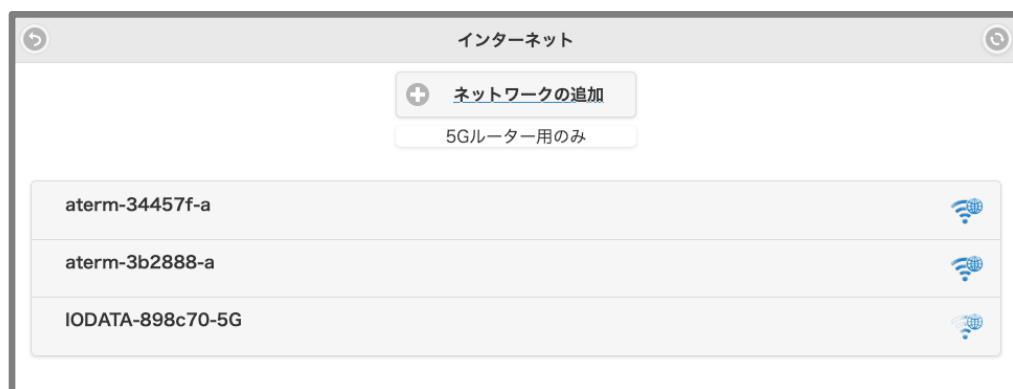 インターネット
ネットワークの追加
5Gルーター用のみ
aterm-34457f-a
aterm-3b2888-a
IODATA-898c70-5G